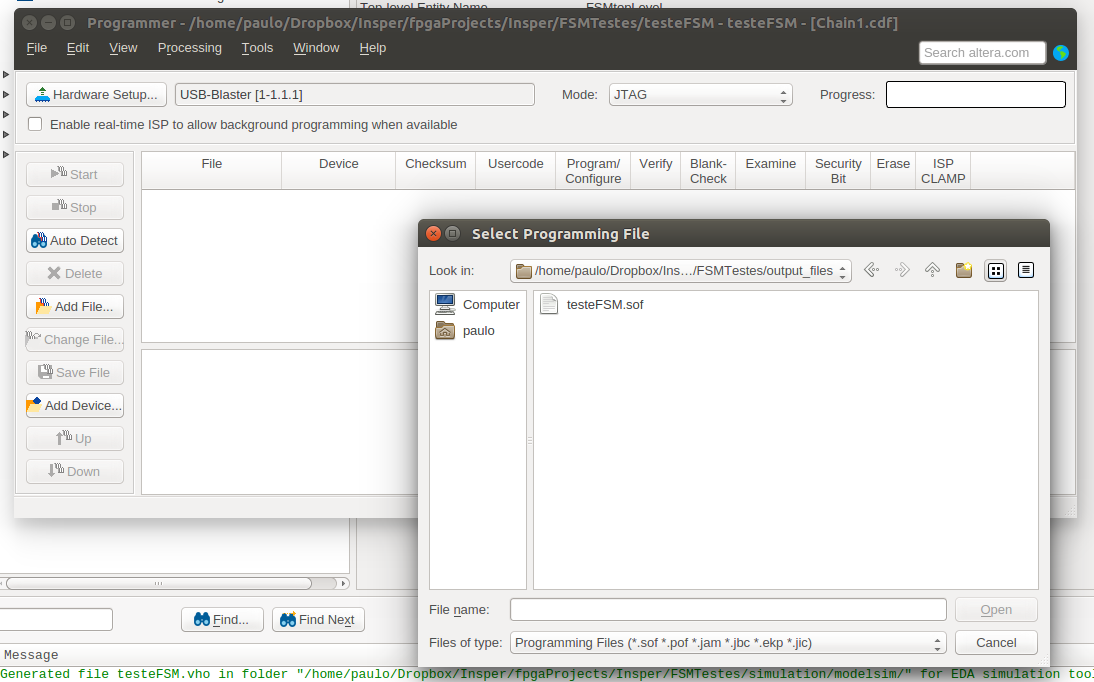 Top-level Entity Name FSMtopLevel
Programmer - /home/paulo/Dropbox/Insper/fpgaProjects/Insper/FSMTestes/testeFSM - testeFSM - [Chain1.cdf]
File Edit View Processing Tools Window Help
Search altera.com
Hardware Setup... USB-Blaster [1-1.1.1] Mode: JTAG Progress:
Enable real-time ISP to allow background programming when available
File Device Checksum Usercode Program/ Configure Verify Blank- Check Examine Security Bit Erase ISP CLAMP
Start
Stop
Auto Detect
Delete
Add File...
Change File...
Save File
Add Device...
Up
Down
Select Programming File
Look in: /home/paulo/Dropbox/Ins.../FSMTestes/output_files
Computer
paulo
testeFSM.sof
File name: Open
Files of type: Programming Files (*.sof *.pof *.jam *.jbc *.ekp *.jic) Cancel
Find... Find Next
Message
Generated file testeFSM.vho in folder "/home/paulo/Dropbox/Insper/fpgaProjects/Insper/FSMTestes/simulation/modelsim/" for EDA simulation tool